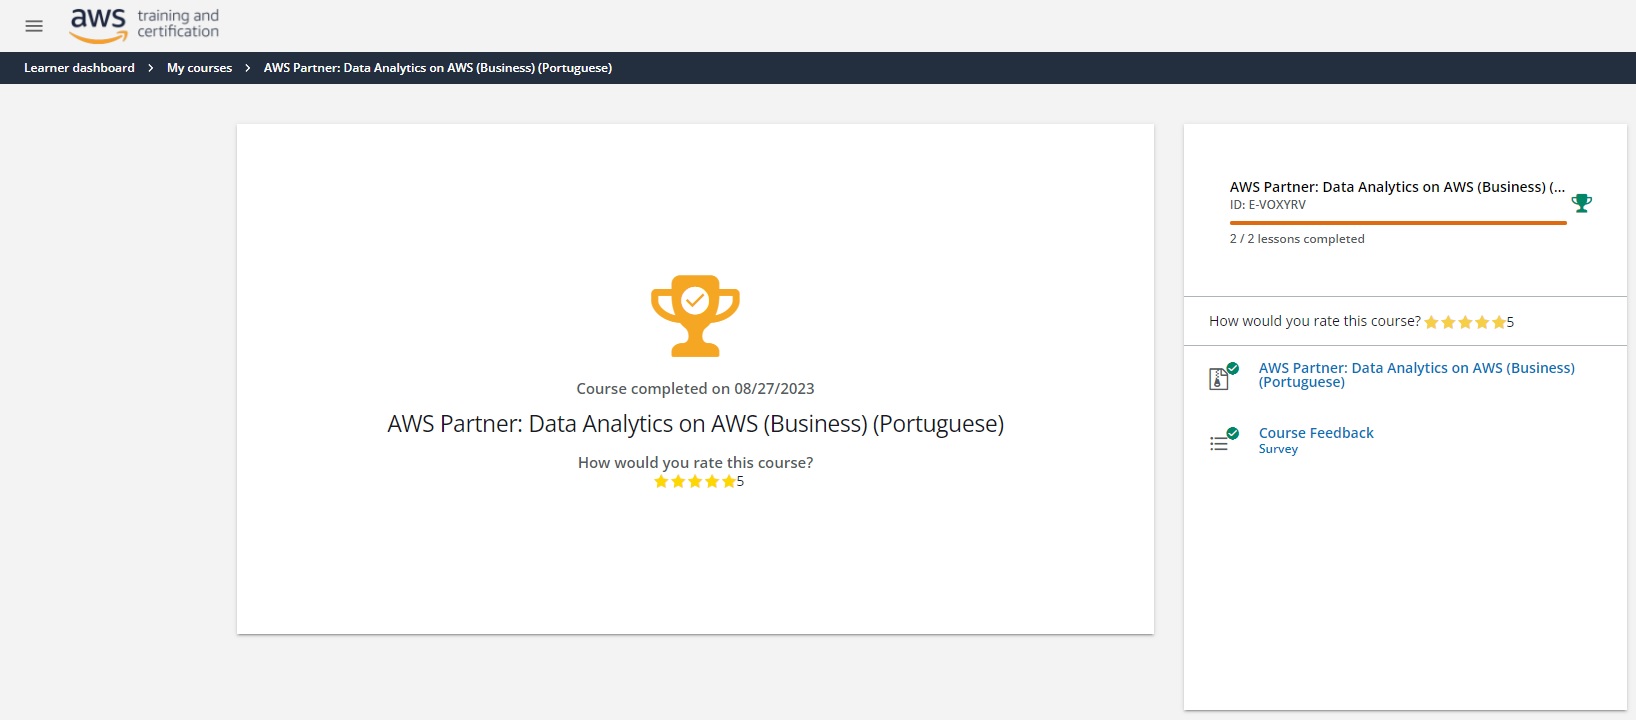 aws training and
certification
Learner dashboard > My courses > AWS Partner: Data Analytics on AWS (Business) (Portuguese)
Course completed on 08/27/2023
AWS Partner: Data Analytics on AWS (Business) (Portuguese)
How would you rate this course?
5
AWS Partner: Data Analytics on AWS (Business) (...
ID: E-VOXYRV
2 / 2 lessons completed
How would you rate this course? 5
AWS Partner: Data Analytics on AWS (Business)
(Portuguese)
Course Feedback
Survey